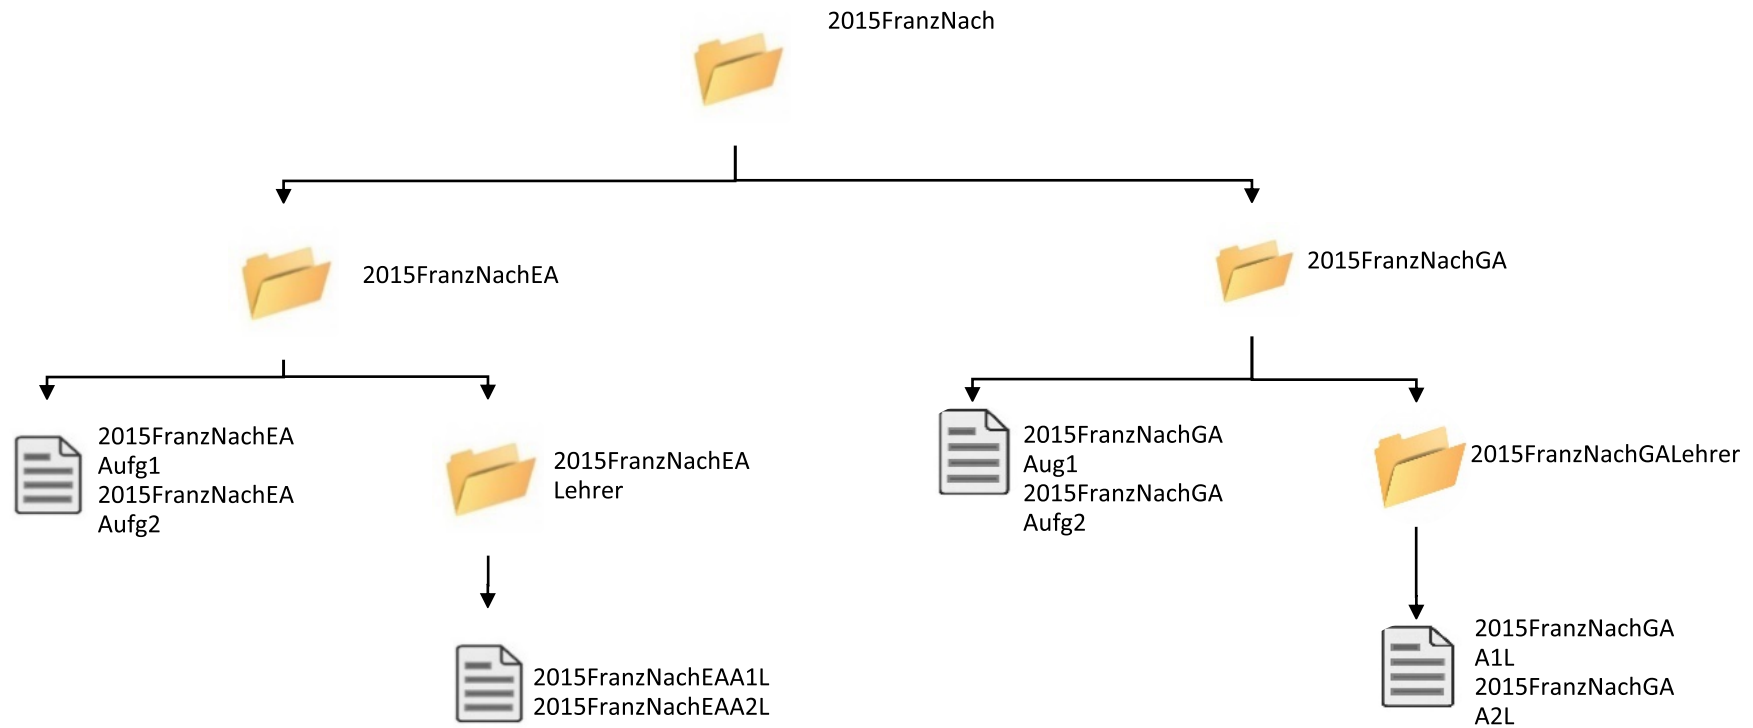 2015FranzNach
2015FranzNachEA
2015FranzNachGA
2015FranzNachEA
Aufg1
2015FranzNachEA
Aufg2
2015FranzNachEA
Lehrer
2015FranzNachGA
Aug1
2015FranzNachGA
Aufg2
2015FranzNachGALehrer
2015FranzNachEAA1L
2015FranzNachEAA2L
2015FranzNachGA
A1L
2015FranzNachGA
A2L